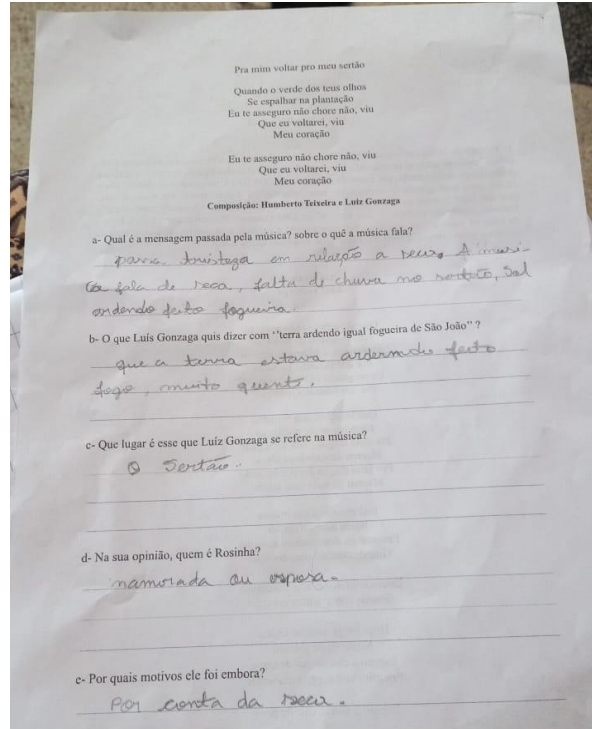 Pra mim voltar pro meu sertão
Quando o verde dos teus olhos
Se espalhar na plantação
Eu te asseguro não chore não, viu
Que eu voltarei, viu
Meu coração
Eu te asseguro não chore não, viu
Que eu voltarei, viu
Meu coração
Composição: Humberto Teixeira e Luiz Gonzaga
a- Qual é a mensagem passada pela música? sobre o quê a música fala?
passa tristeza em relação a seca. A musi-
ca fala de seca, falta de chuva no sertão, Sol
ardendo feito fogueira.
b- O que Luís Gonzaga quis dizer com "terra ardendo igual fogueira de São João" ?
que a terra estava feito
fogo, muito quente.
c- Que lugar é esse que Luiz Gonzaga se refere na música?
O Sertão.
d- Na sua opinião, quem é Rosinha?
namorada ou esposa.
e- Por quais motivos ele foi embora?
Por conta da seca.